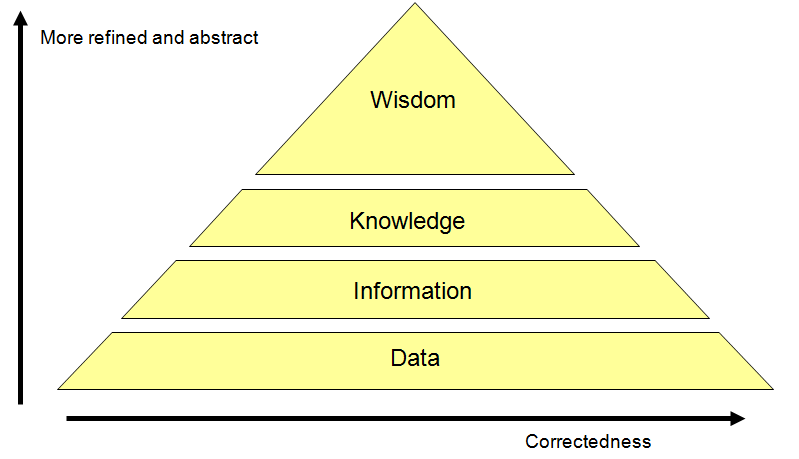 More refined and abstract
Wisdom
Knowledge
Information
Data
Correctedness